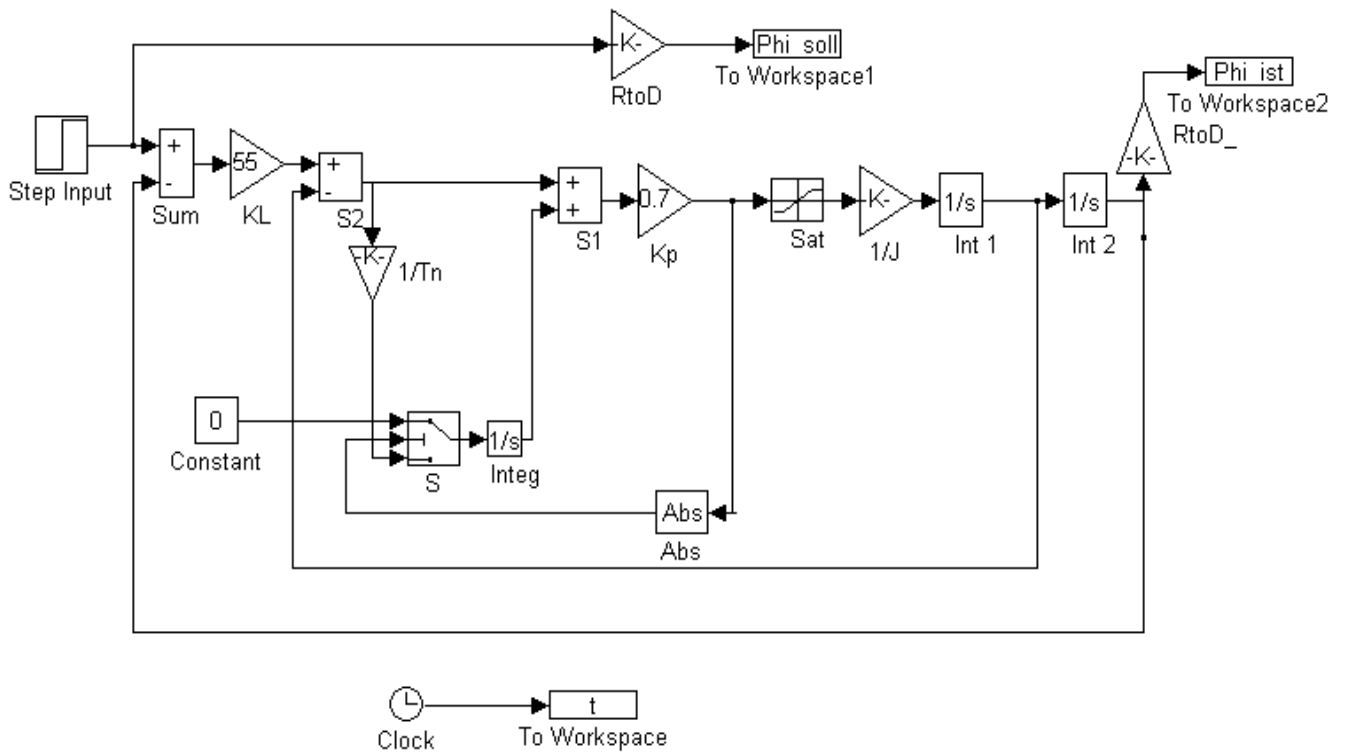 -K-
RtoD
Phi_soll
To Workspace1
Phi_ist
To Workspace2
-K-
RtoD_
Step Input
+
-
Sum
55
KL
+
-
S2
-K-
1/Tn
+
+
S1
0.7
Kp
Sat
-K-
1/J
1/s
Int 1
1/s
Int 2
0
Constant
S
1/s
Integ
Abs
Abs
Clock
t
To Workspace